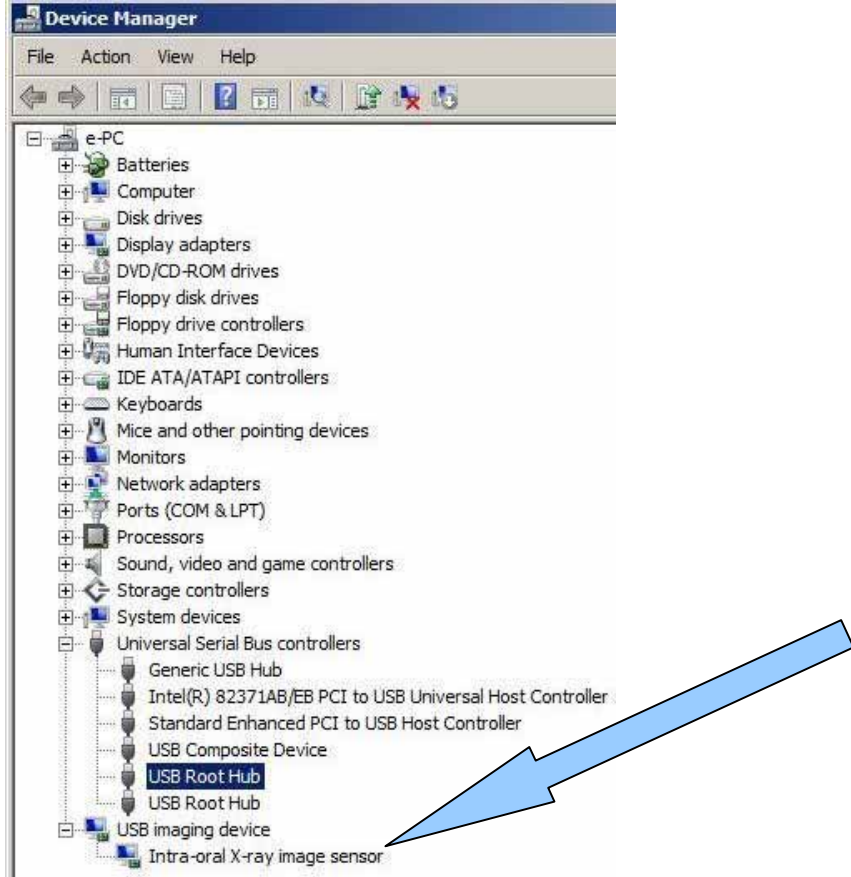 Device Manager
File Action View Help
e-PC
Batteries
Computer
Disk drives
Display adapters
DVD/CD-ROM drives
Floppy disk drives
Floppy drive controllers
Human Interface Devices
IDE ATA/ATAPI controllers
Keyboards
Mice and other pointing devices
Monitors
Network adapters
Ports (COM & LPT)
Processors
Sound, video and game controllers
Storage controllers
System devices
Universal Serial Bus controllers
Generic USB Hub
Intel(R) 82371AB/EB PCI to USB Universal Host Controller
Standard Enhanced PCI to USB Host Controller
USB Composite Device
USB Root Hub
USB Root Hub
USB imaging device
Intra-oral X-ray image sensor